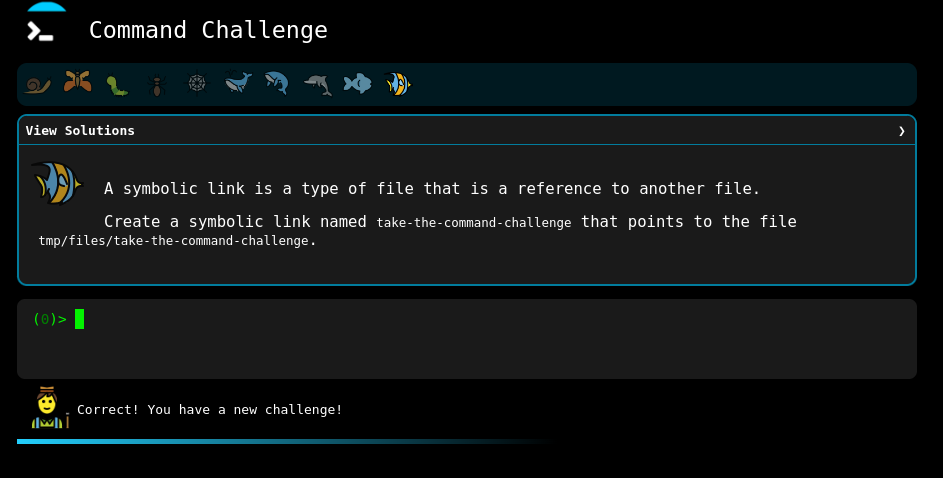 Command Challenge
View Solutions ❯
A symbolic link is a type of file that is a reference to another file.
Create a symbolic link named take-the-command-challenge that points to the file
tmp/files/take-the-command-challenge.
(0)>
Correct! You have a new challenge!